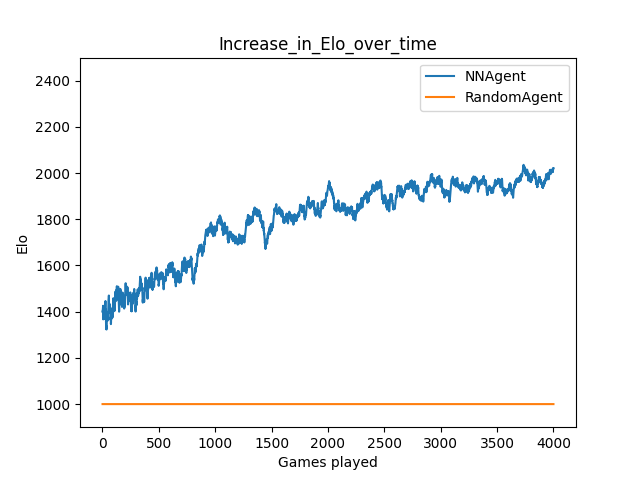 Increase_in_Elo_over_time
NNAgent
RandomAgent
2400
2200
2000
1800
1600
1400
1200
1000
Elo
0 500 1000 1500 2000 2500 3000 3500 4000
Games played